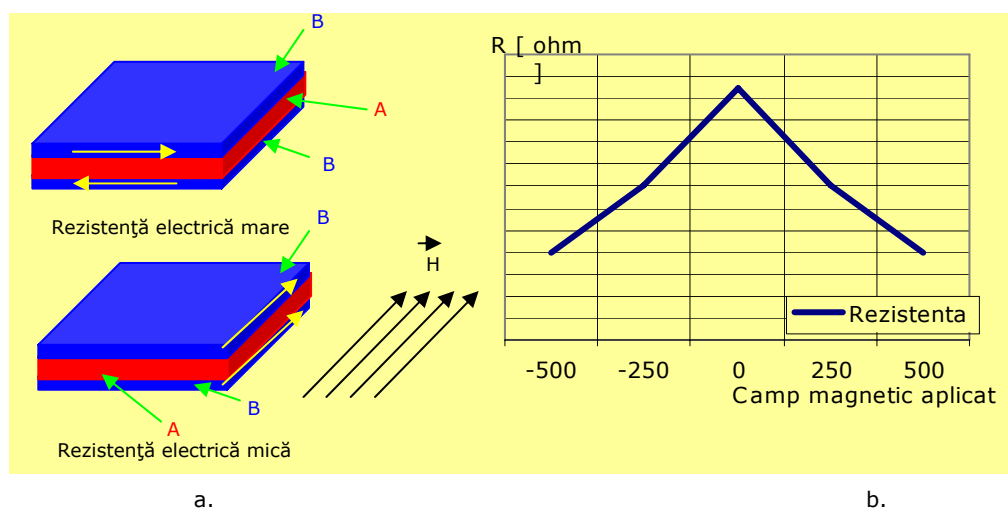 B
A
B
Rezistenţă electrică mare
B
H
B
A
Rezistenţă electrică mică
R [ ohm
]
Rezistenta
-500 -250 0 250 500
Camp magnetic aplicat
a. b.